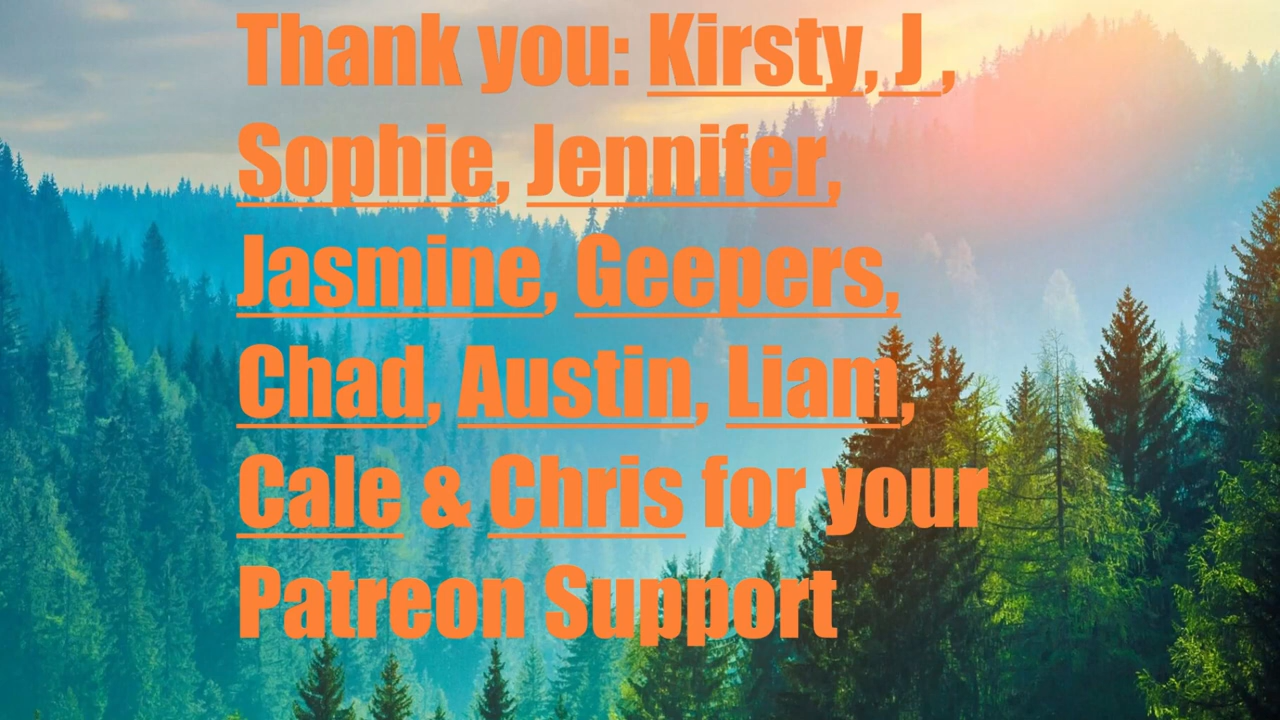 Thank you: Kirsty, J ,
Sophie, Jennifer,
Jasmine, Geepers,
Chad, Austin, Liam,
Cale & Chris for your
Patreon Support